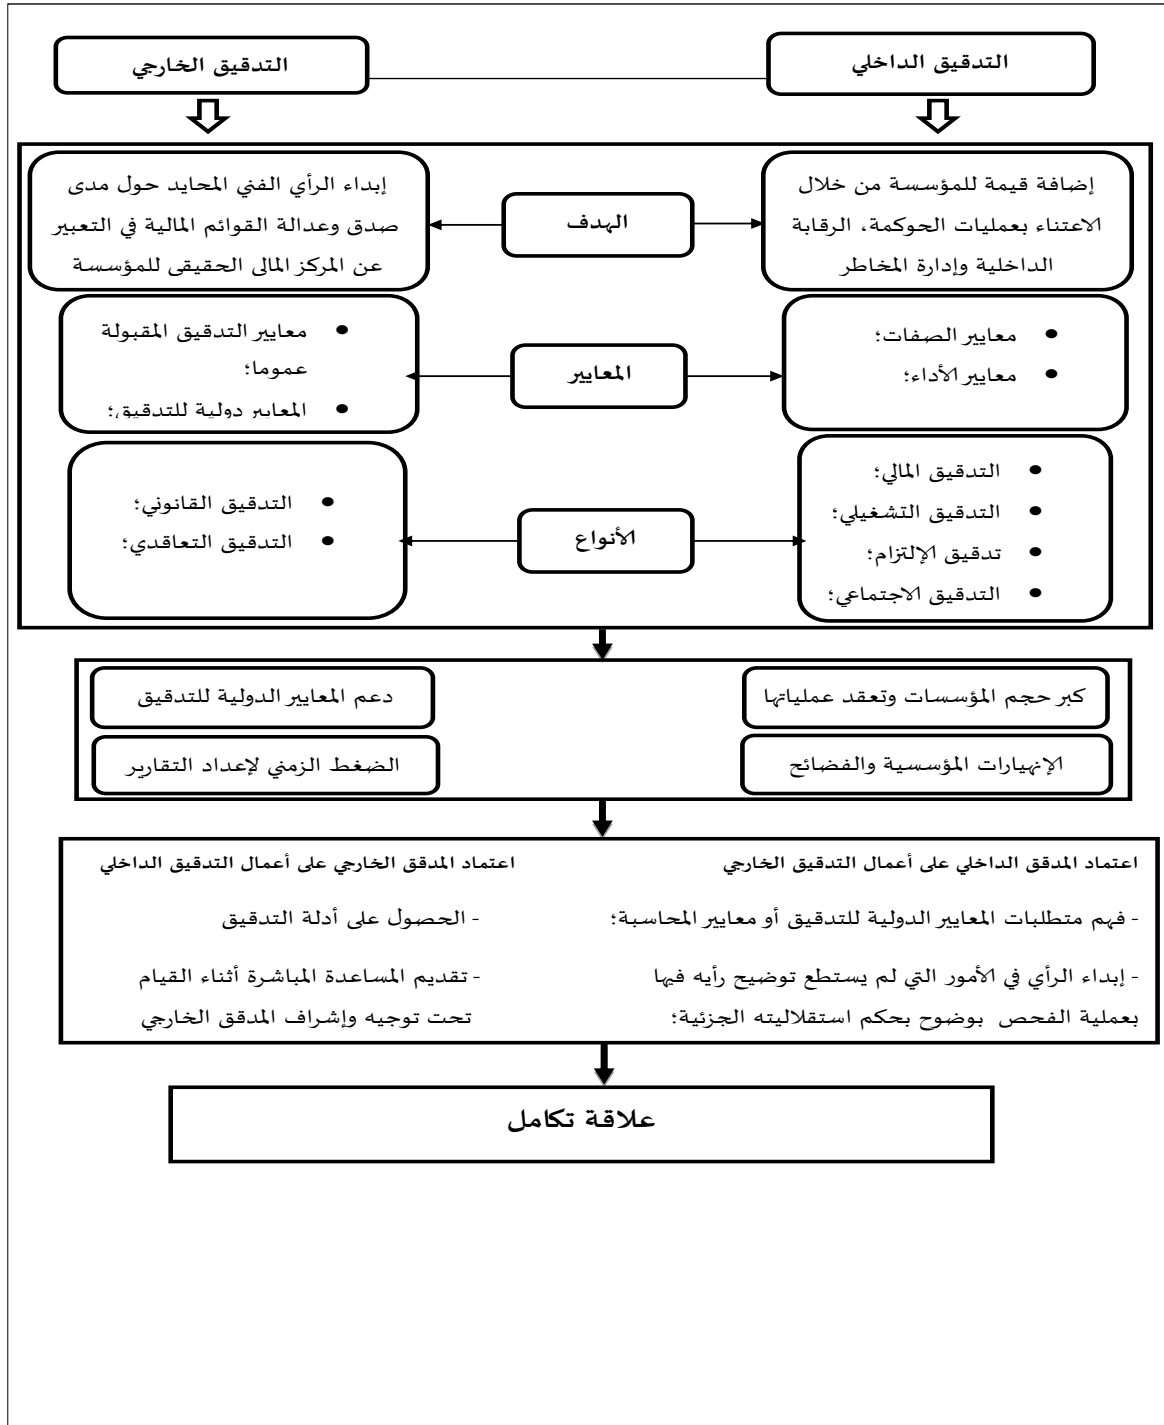 التدقيق الداخلي
التدقيق الخارجي
إضافة قيمة للمؤسسة من خلال
الاعتناء بعمليات الحوكمة، الرقابة
الداخلية وإدارة المخاطر
الهدف
إبداء الرأي الفني المحايد حول مدى
صدق وعدالة القوائم المالية في التعبير
عن المركز المالي الحقيقي للمؤسسة
• معايير الصفات؛
• معايير الأداء؛
المعايير
• معايير التدقيق المقبولة
عموما؛
• المعايير دولية للتدقيق؛
• التدقيق المالي؛
• التدقيق التشغيلي؛
• تدقيق الإلتزام؛
• التدقيق الاجتماعي؛
الأنواع
• التدقيق القانوني؛
• التدقيق التعاقدي؛
كبر حجم المؤسسات وتعقد عملياتها
دعم المعايير الدولية للتدقيق
الإنهيارات المؤسسية والفضائح
الضغط الزمني لإعداد التقارير
اعتماد المدقق الداخلي على أعمال التدقيق الخارجي
- فهم متطلبات المعايير الدولية للتدقيق أو معايير المحاسبة؛
- إبداء الرأي في الأمور التي لم يستطع توضيح رأيه فيها
بعملية الفحص بوضوح بحكم استقلاليته الجزئية؛
اعتماد المدقق الخارجي على أعمال التدقيق الداخلي
- الحصول على أدلة التدقيق
- تقديم المساعدة المباشرة أثناء القيام
تحت توجيه وإشراف المدقق الخارجي
علاقة تكامل